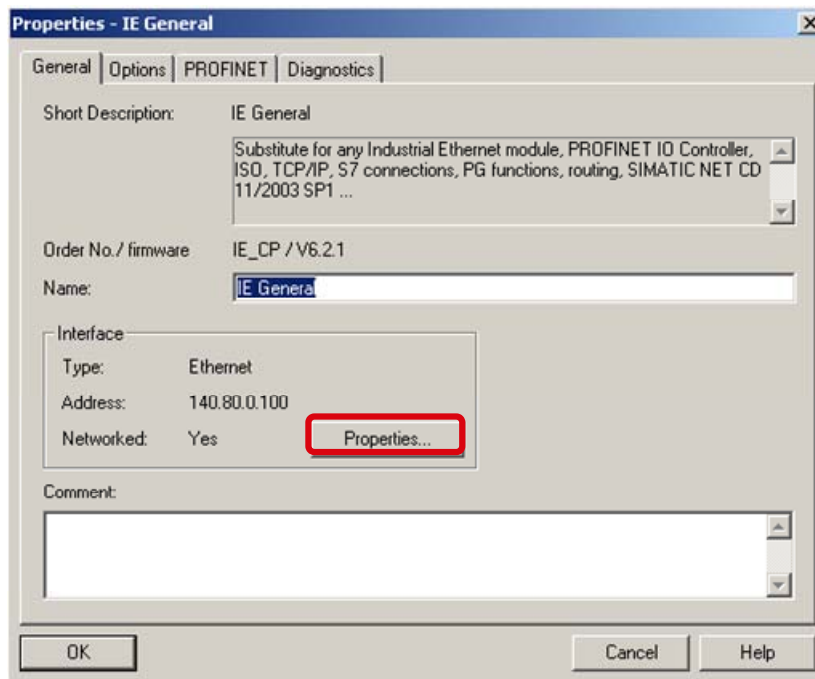 Properties - IE General
General Options PROFINET Diagnostics
Short Description: IE General
Substitute for any Industrial Ethernet module, PROFINET IO Controller,
ISO, TCP/IP, S7 connections, PG functions, routing, SIMATIC NET CD
11/2003 SP1 ...
Order No./ firmware IE_CP / V6.2.1
Name: IE General
Interface
Type: Ethernet
Address: 140.80.0.100
Networked: Yes Properties...
Comment:
OK Cancel Help